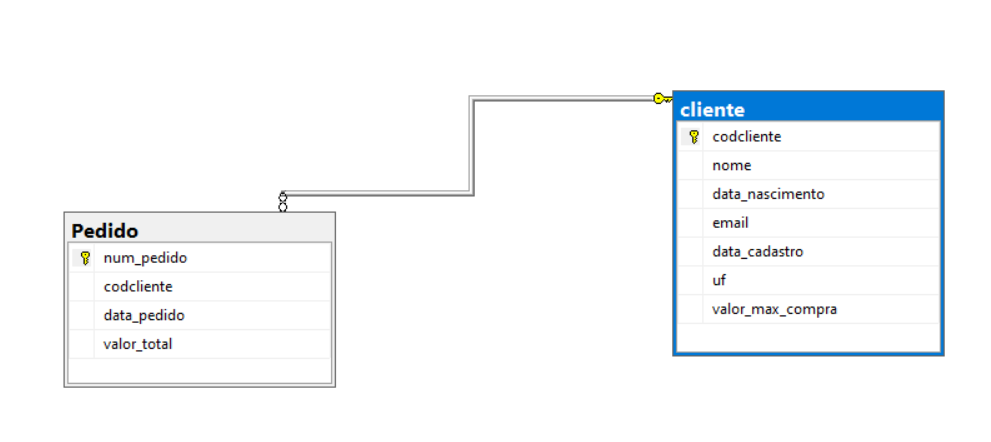 cliente
codcliente
nome
data_nascimento
email
data_cadastro
uf
valor_max_compra
Pedido
num_pedido
codcliente
data_pedido
valor_total